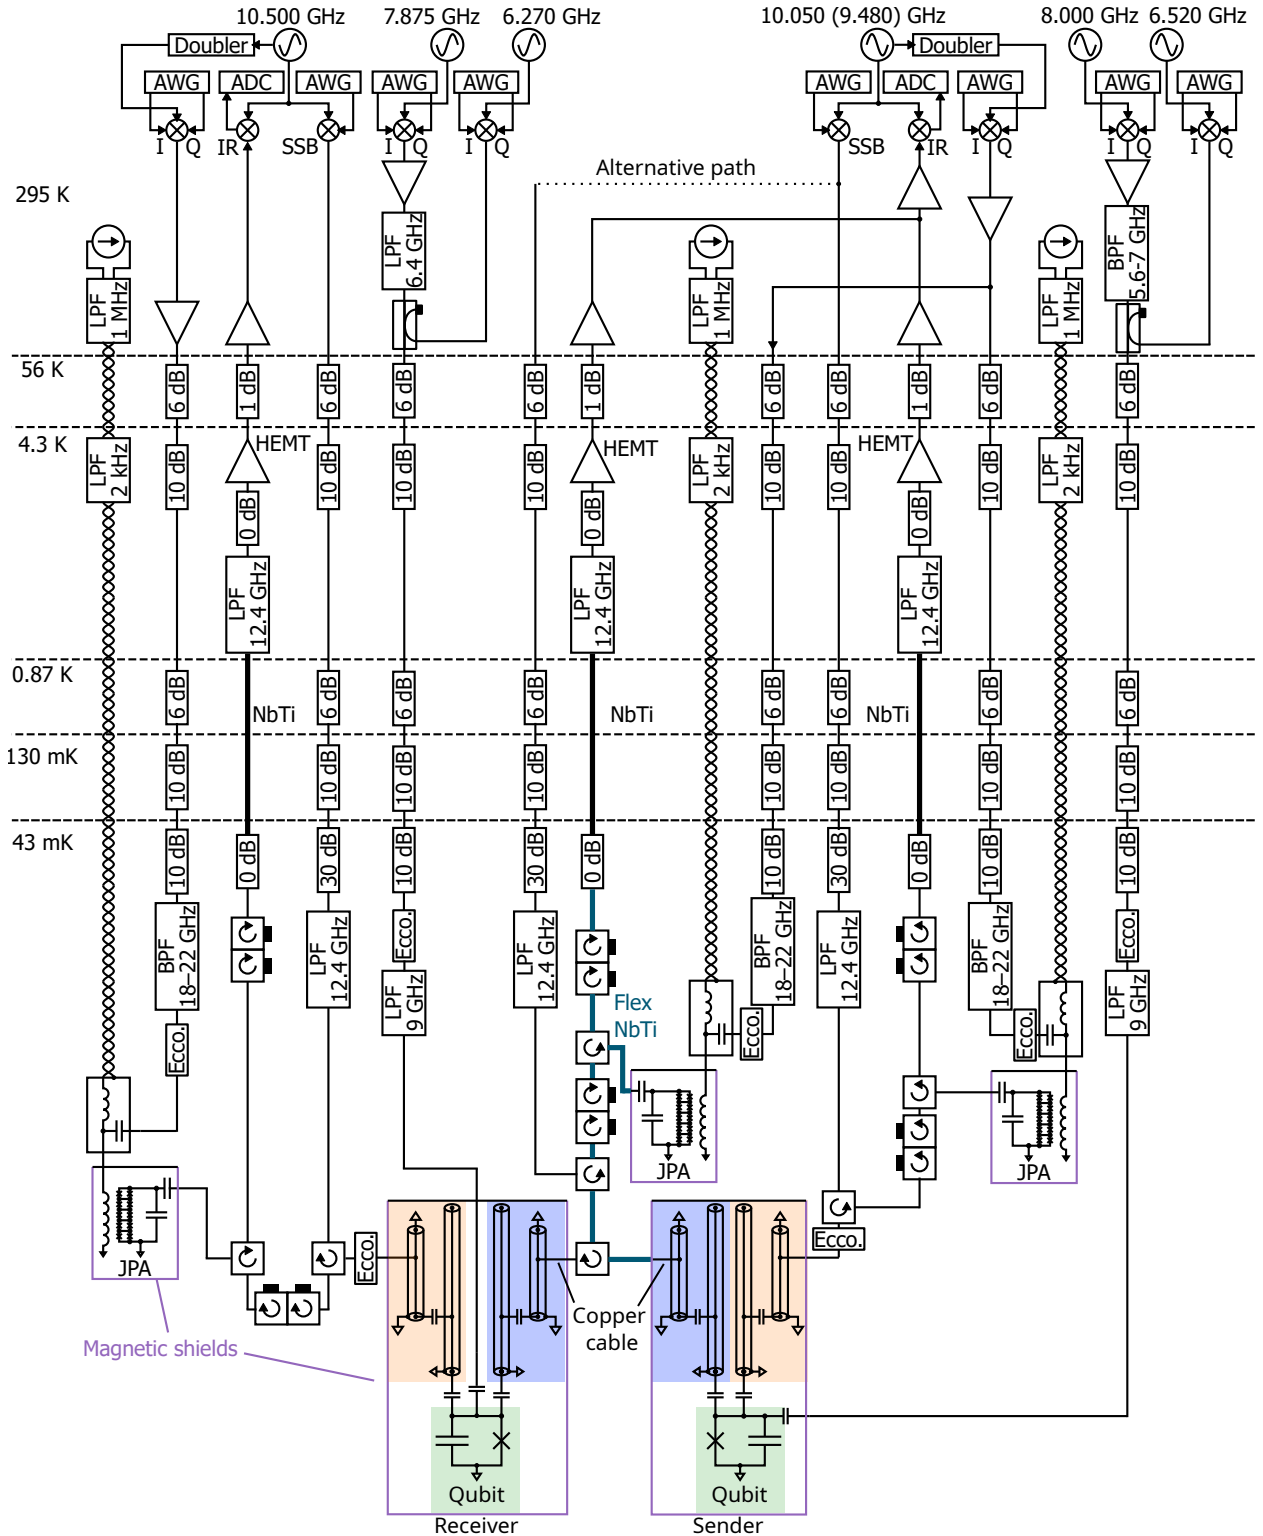 10.500 GHz 7.875 GHz 6.270 GHz 10.050 (9.480) GHz 8.000 GHz 6.520 GHz
Doubler Doubler
AWG ADC AWG AWG AWG AWG ADC AWG AWG AWG
I Q IR SSB I Q I Q SSB IR I Q I Q I Q
Alternative path
295 K
LPF 6.4 GHz
BPF 5.6-7 GHz
LPF 1 MHz
LPF 1 MHz
LPF 1 MHz
56 K
6 dB 1 dB 6 dB 6 dB 6 dB 1 dB 6 dB 6 dB 1 dB 6 dB 6 dB
4.3 K
HEMT HEMT HEMT
LPF 2 kHz
10 dB 10 dB 10 dB 10 dB
LPF 2 kHz
10 dB 10 dB 10 dB
LPF 2 kHz
10 dB
0 dB 0 dB 0 dB
LPF 12.4 GHz
LPF 12.4 GHz
LPF 12.4 GHz
0.87 K
6 dB 6 dB 6 dB 6 dB 6 dB 6 dB 6 dB 6 dB
NbTi NbTi NbTi
130 mK
10 dB 10 dB 10 dB 10 dB 10 dB 10 dB 10 dB 10 dB
43 mK
10 dB 0 dB 30 dB 10 dB 30 dB 0 dB 10 dB 30 dB 0 dB 10 dB 10 dB
BPF 18–22 GHz
LPF 12.4 GHz
Ecco.
LPF 9 GHz
LPF 12.4 GHz
BPF 18–22 GHz
LPF 12.4 GHz
BPF 18–22 GHz
Ecco.
LPF 9 GHz
Flex
NbTi
Ecco. Ecco. Ecco.
JPA JPA
Ecco. Ecco.
JPA
Copper
cable
Magnetic shields
Qubit Qubit
Receiver Sender